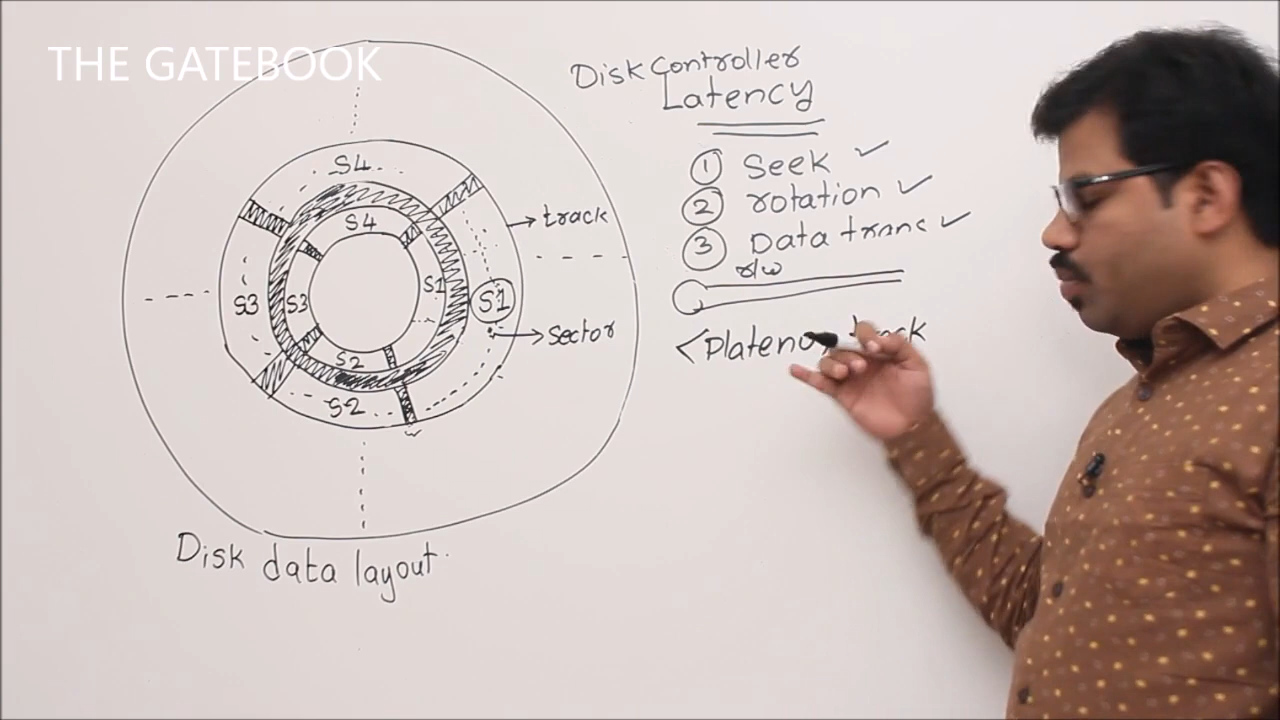 THE GATEBOOK
Disk Controller
Latency
① Seek ✓
② rotation ✓
③ Data trans ✓
r/w
S4
S4
track
S3
S3
S1
S1
sector
S2
S2
Disk data layout